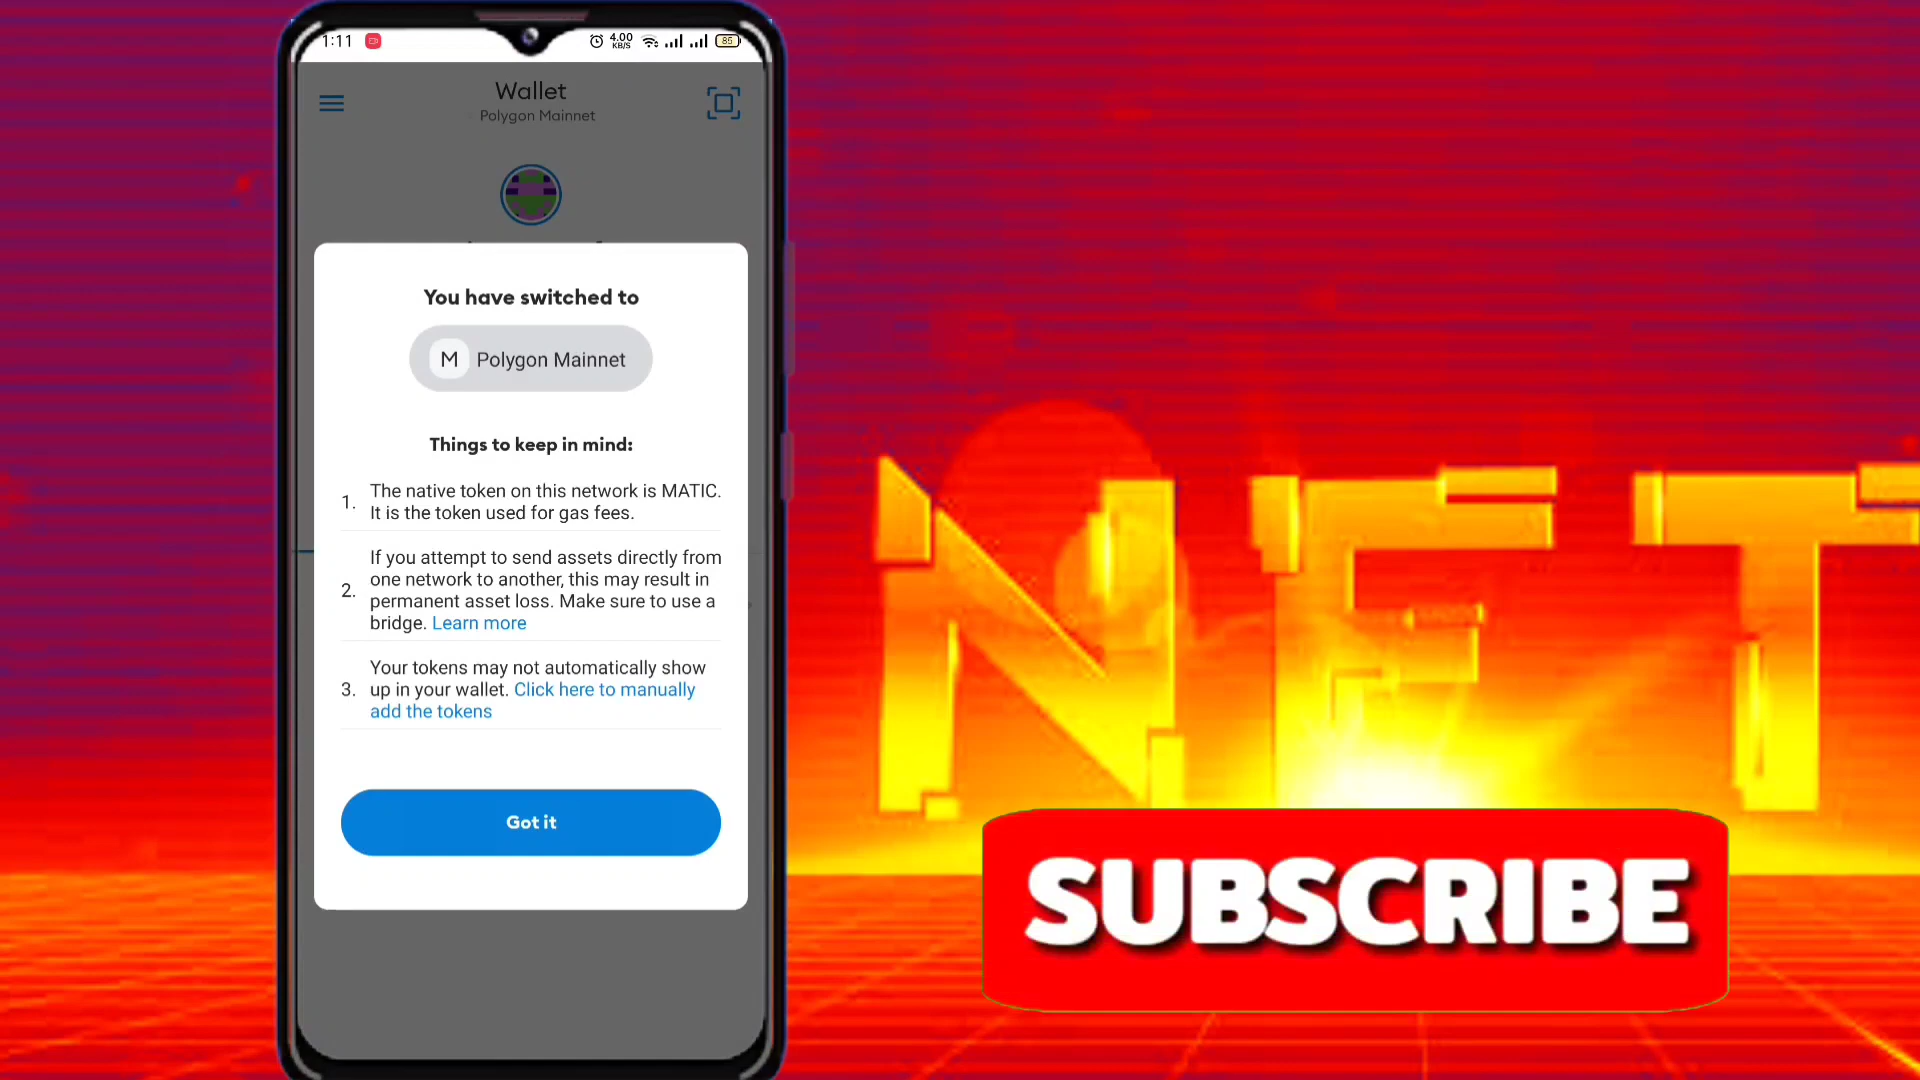 1:11
4.00
KB/S
85
Wallet
Polygon Mainnet
You have switched to
M Polygon Mainnet
Things to keep in mind:
1. The native token on this network is MATIC.
It is the token used for gas fees.
2. If you attempt to send assets directly from
one network to another, this may result in
permanent asset loss. Make sure to use a
bridge. Learn more
3. Your tokens may not automatically show
up in your wallet. Click here to manually
add the tokens
Got it
NFT
SUBSCRIBE